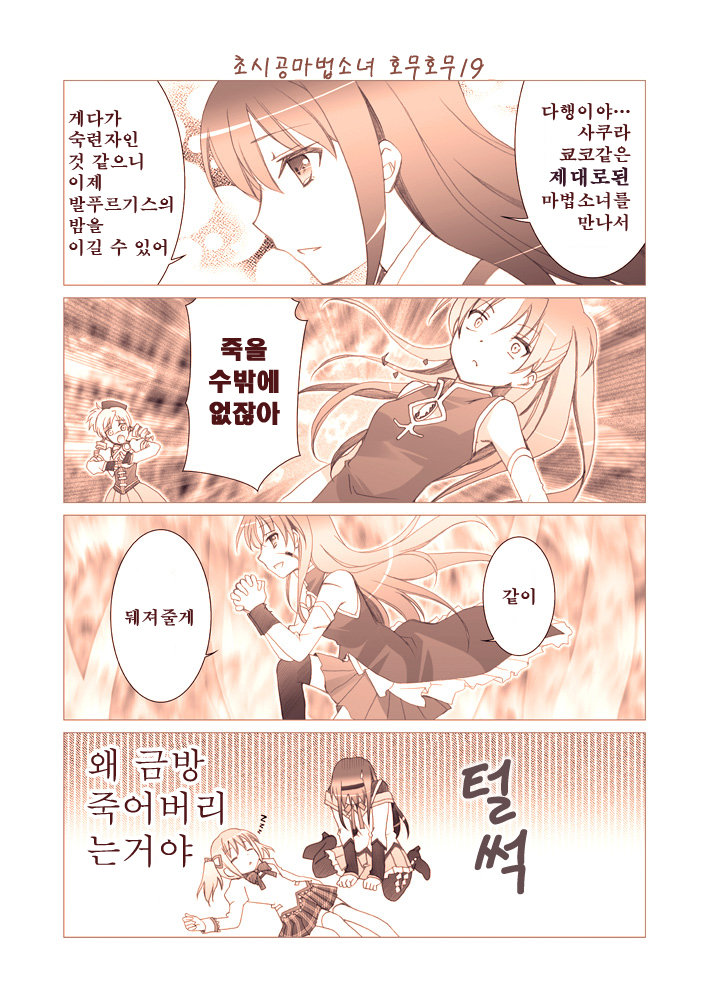 초시공마법소녀 호무호무19
다행이야…
사쿠라
쿄코같은
제대로된
마법소녀를
만나서
게다가
숙련자인
것 같으니
이제
발푸르기스의
밤을
이길 수 있어
죽을
수밖에
없잖아
같이
뒈져줄게
털
썩
왜 금방
죽어버리
는거야
zzZ